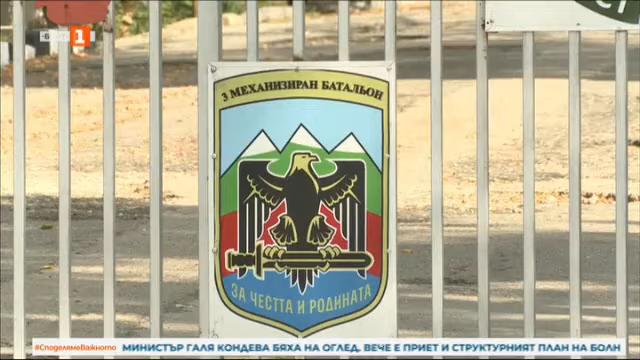 БНТ 1
СТ
3 МЕХАНИЗИРАН БАТАЛЬОН
ЗА ЧЕСТТА И РОДИНАТА
#СподелямеВажното
МИНИСТЪР ГАЛЯ КОНДЕВА БЯХА НА ОГЛЕД. ВЕЧЕ Е ПРИЕТ И СТРУКТУРНИЯТ ПЛАН НА БОЛН